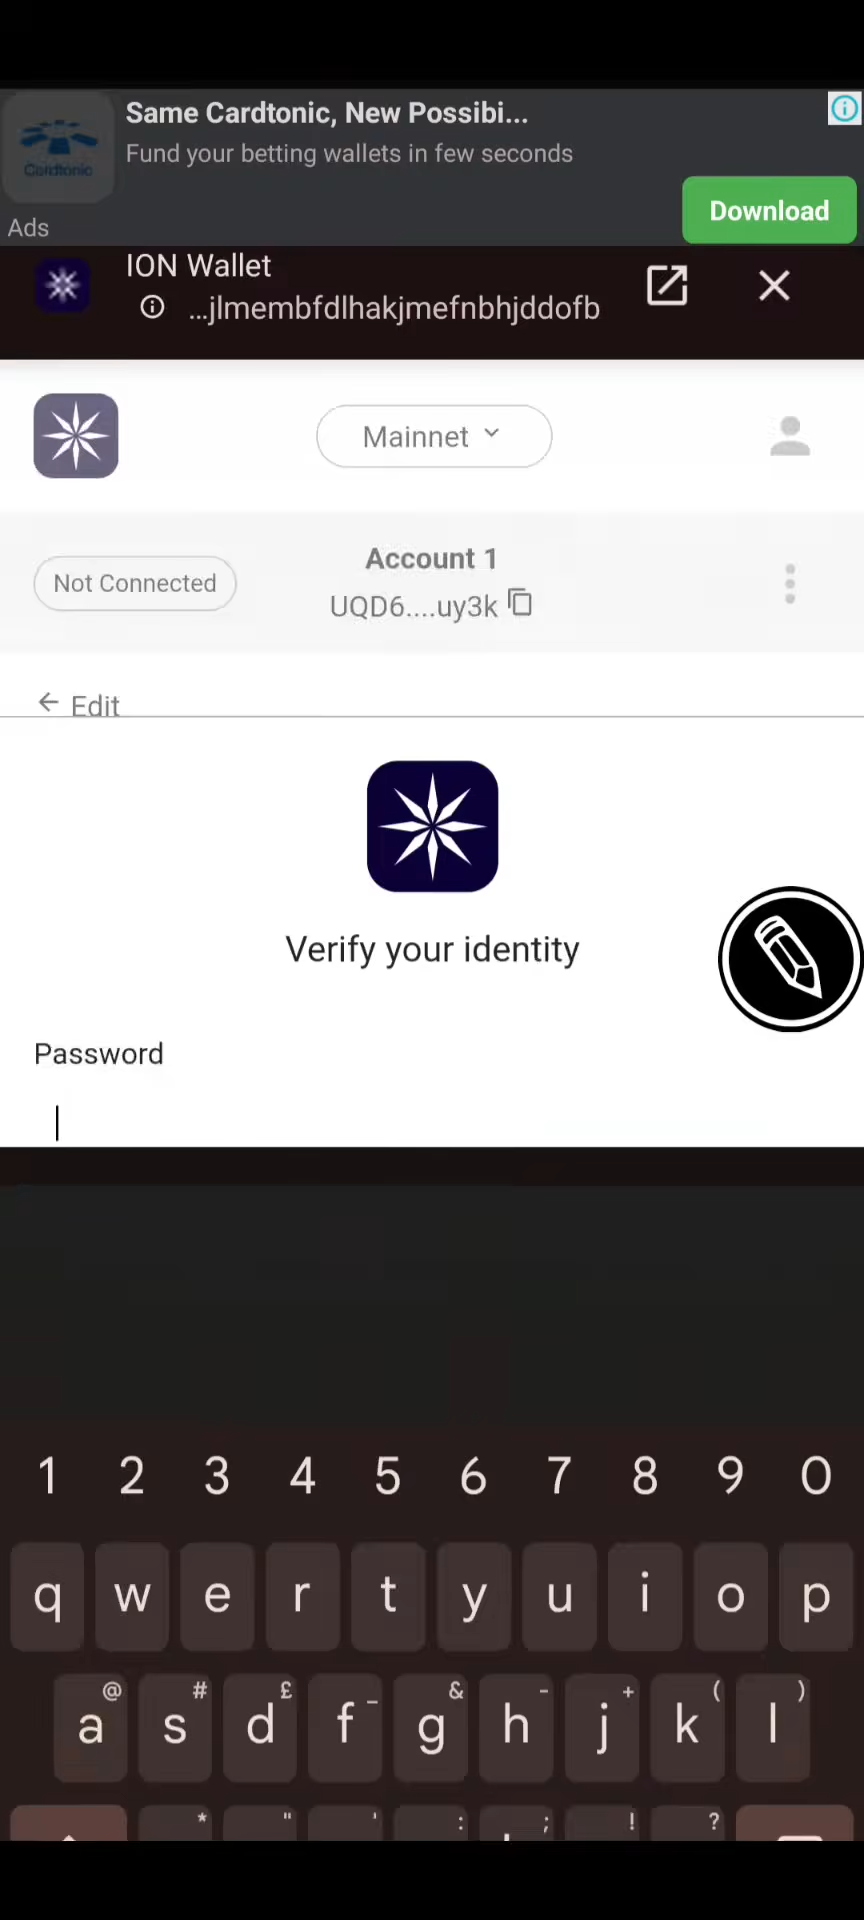 Same Cardtonic, New Possibi...
Fund your betting wallets in few seconds
Cardtonic
Download
Ads
ION Wallet
...jlmembfdlhakjmefnbhjddofb
Mainnet
Not Connected
Account 1
UQD6....uy3k
Edit
Verify your identity
Password
1 2 3 4 5 6 7 8 9 0
q w e r t y u i o p
@ # £ _ & - + ( )
a s d f g h j k l
* " ' : ; ! ?